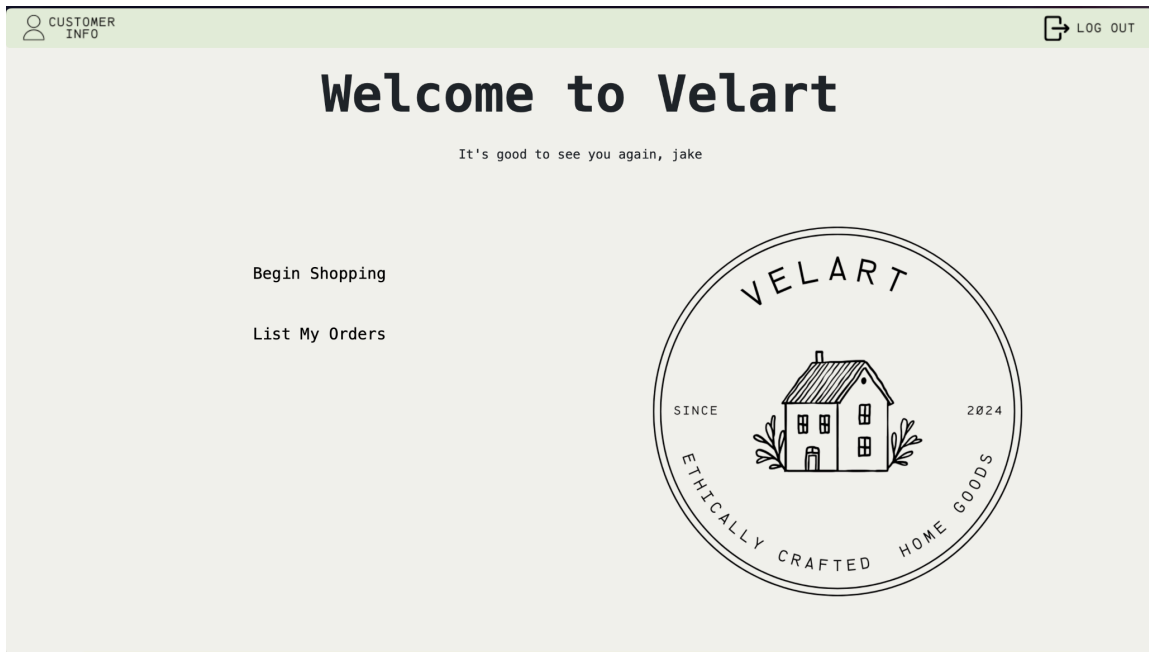 CUSTOMER
INFO
LOG OUT
Welcome to Velart
It's good to see you again, jake
Begin Shopping
List My Orders
VELART
SINCE
2024
ETHICALLY CRAFTED HOME GOODS